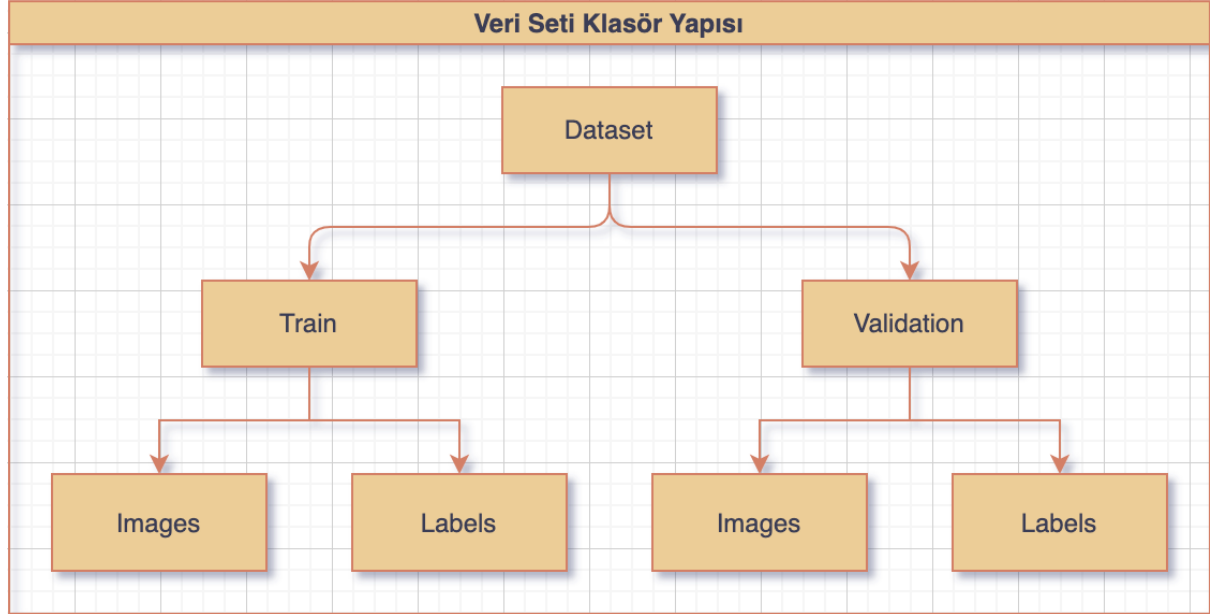 Veri Seti Klasör Yapısı
Dataset
Train
Validation
Images
Labels
Images
Labels